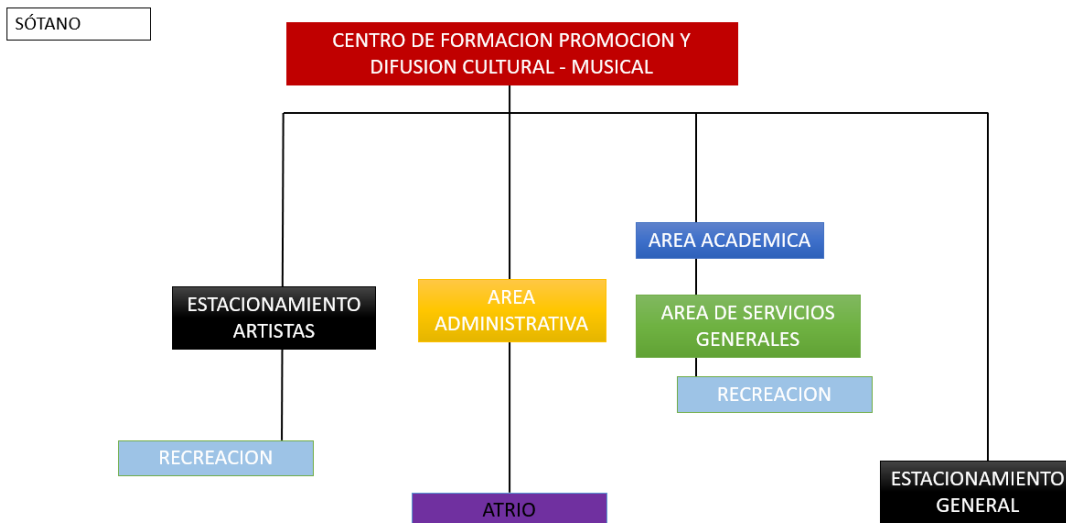 SÓTANO
CENTRO DE FORMACION PROMOCION Y
DIFUSION CULTURAL - MUSICAL
AREA ACADEMICA
ESTACIONAMIENTO
ARTISTAS
AREA
ADMINISTRATIVA
AREA DE SERVICIOS
GENERALES
RECREACION
RECREACION
ESTACIONAMIENTO
GENERAL
ATRIO